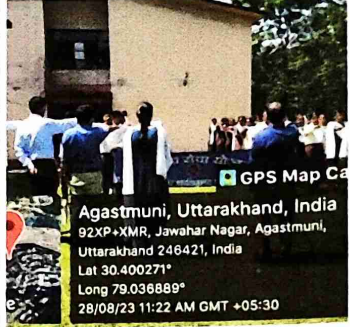 GPS Map Ca
Agastmuni, Uttarakhand, India
92XP+XMR, Jawahar Nagar, Agastmuni,
Uttarakhand 246421, India
Lat 30.400271°
Long 79.036889°
28/08/23 11:22 AM GMT +05:30